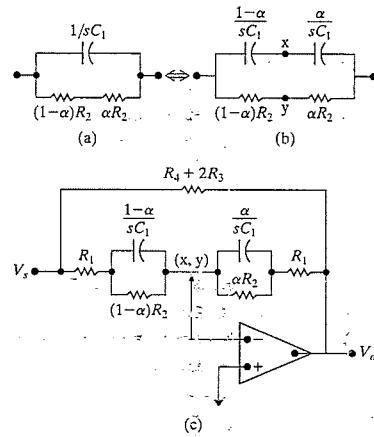 1/sC₁
(1−α)R₂ αR₂
(a)
1−α/sC₁ x α/sC₁
(1−α)R₂ y αR₂
(b)
R₄ + 2R₃
1−α/sC₁ α/sC₁
Vₛ R₁ (x, y) R₁
(1−α)R₂ αR₂
−
+
Vₒ
(c)